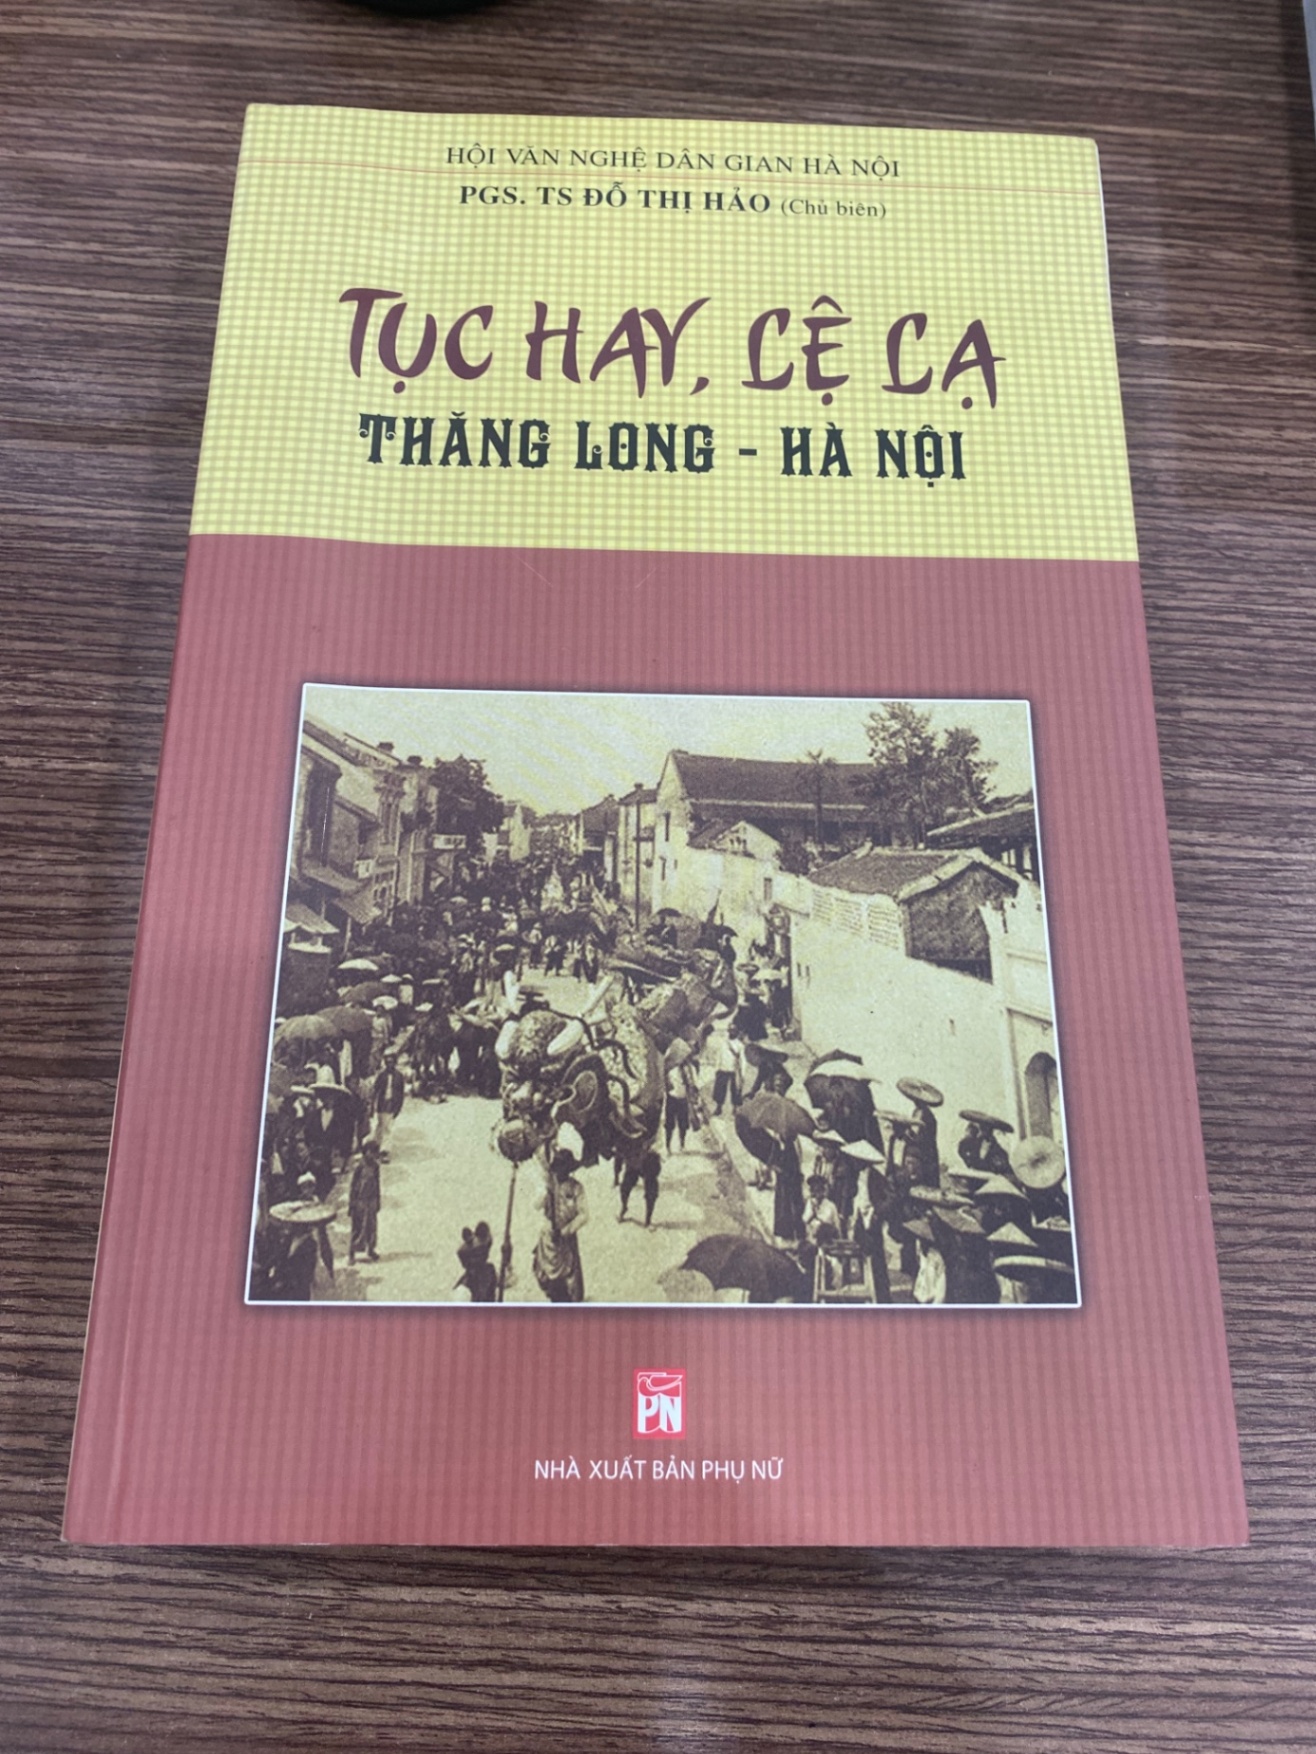 HỘI VĂN NGHỆ DÂN GIAN HÀ NỘI
PGS. TS ĐỖ THỊ HẢO (Chủ biên)
TỤC HAY, LỆ LẠ
THĂNG LONG - HÀ NỘI
PN
NHÀ XUẤT BẢN PHỤ NỮ